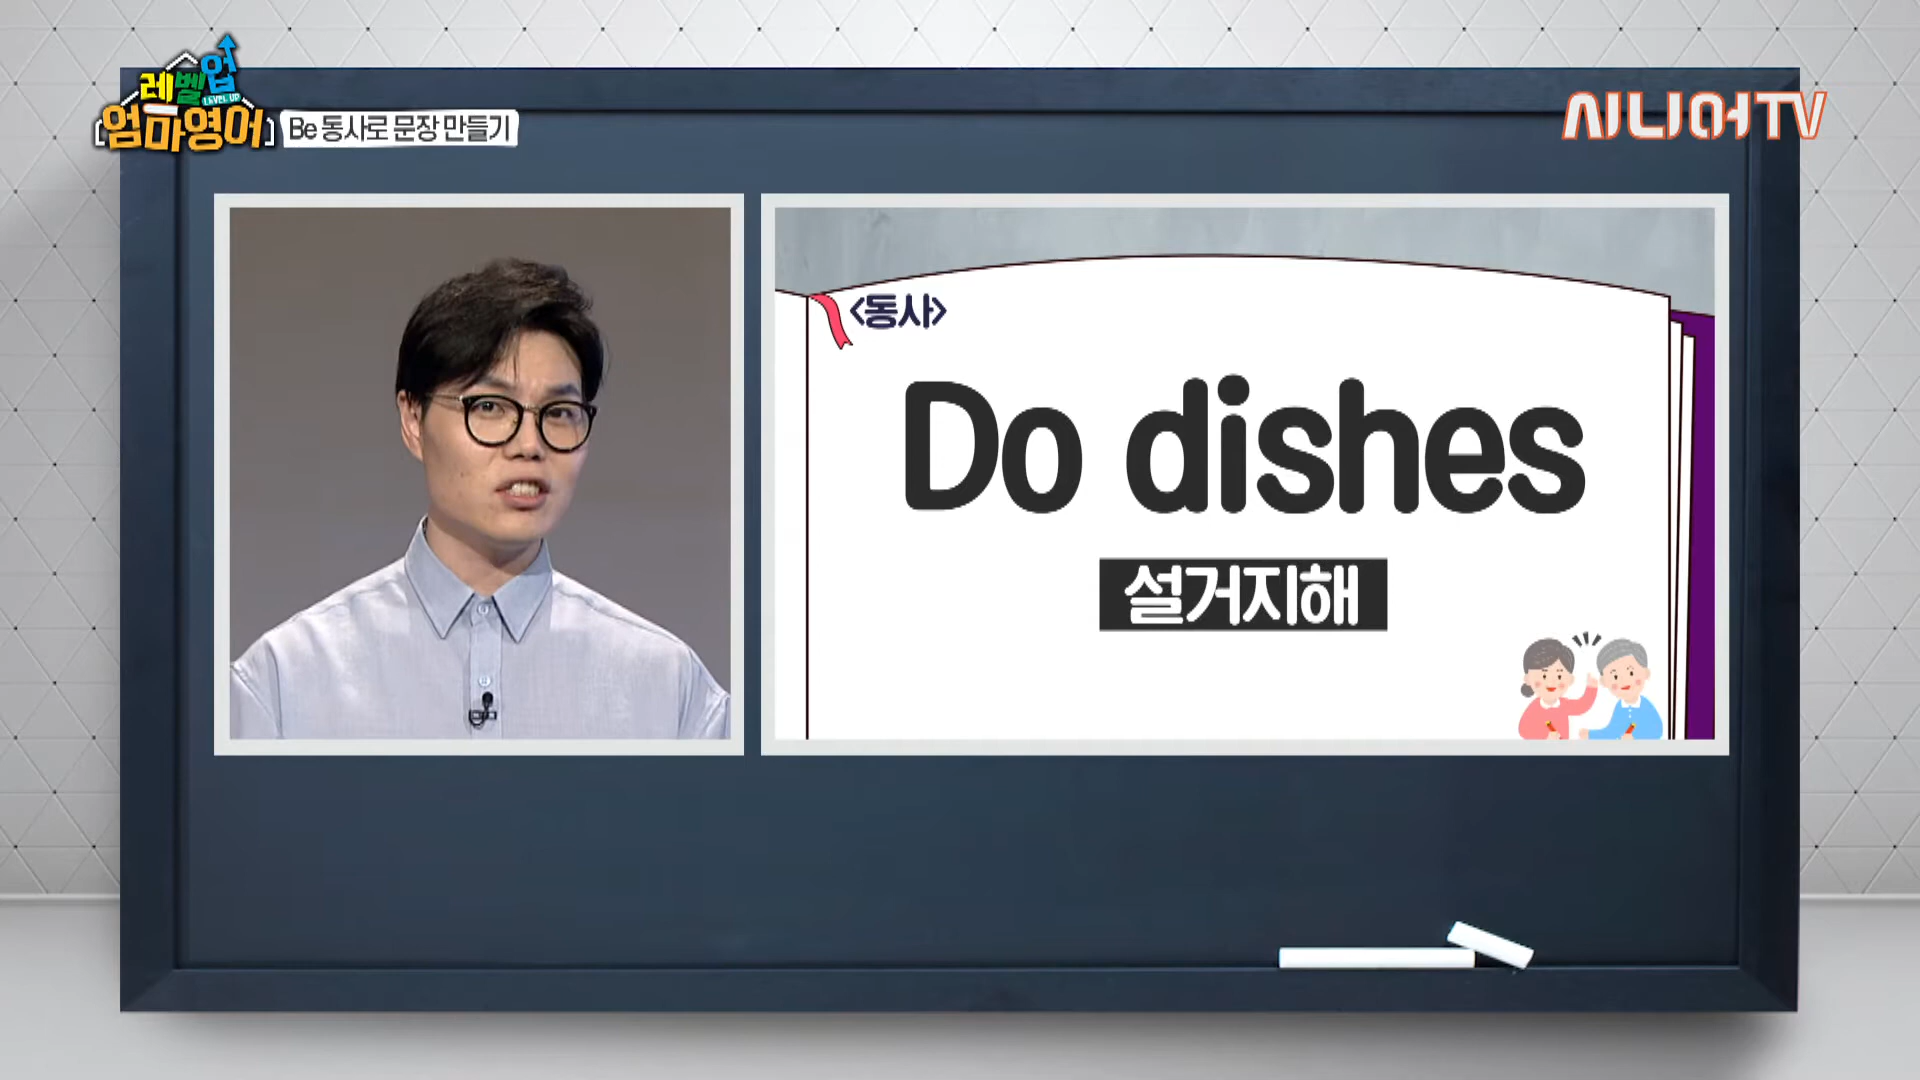 레벨업
LEVEL UP
엄마영어
Be 동사로 문장 만들기
시니어TV
<동사>
Do dishes
설거지해